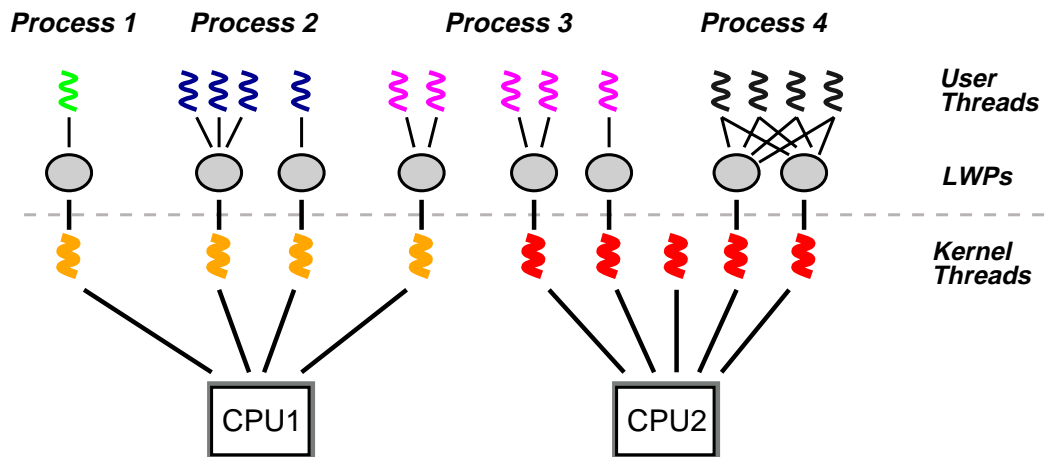 Process 1
Process 2
Process 3
Process 4
User
Threads
LWPs
Kernel
Threads
CPU1
CPU2